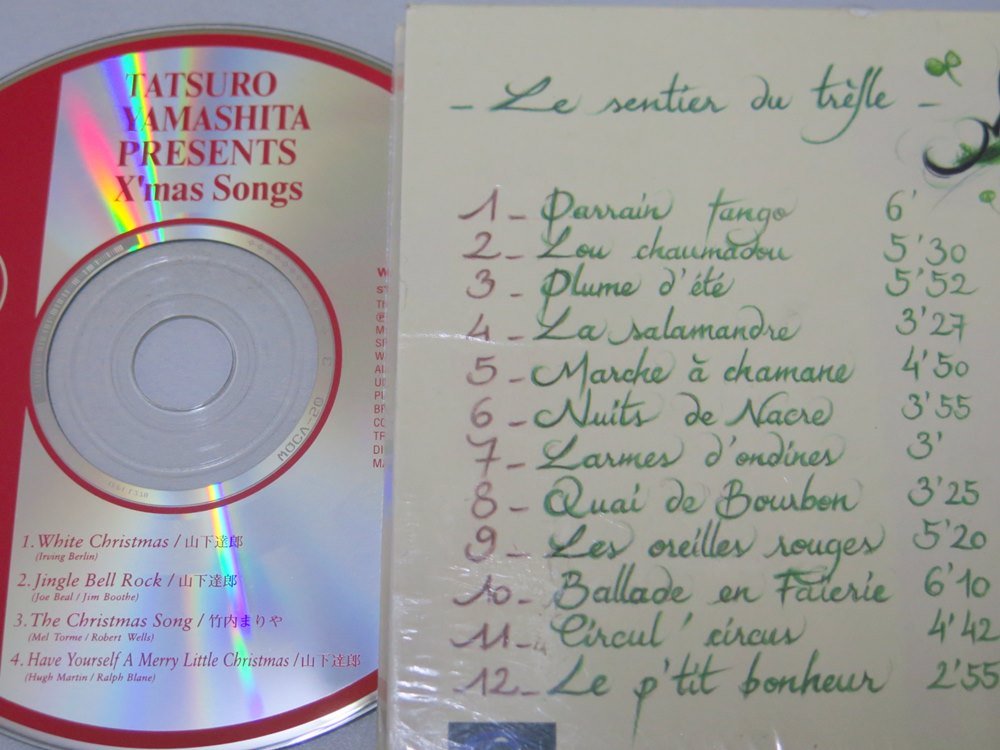 TATSURO
YAMASHITA
PRESENTS
X'mas Songs
MGCA-20
1. White Christmas / 山下達郎
(Irving Berlin)
2. Jingle Bell Rock / 山下達郎
(Joe Beal / Jim Boothe)
3. The Christmas Song / 竹内まりや
(Mel Torme / Robert Wells)
4. Have Yourself A Merry Little Christmas / 山下達郎
(Hugh Martin / Ralph Blane)
- Le sentier du trèfle -
1 - Parrain tango 6'
2 - Lou chaumadou 5'30
3 - Plume d'été 5'52
4 - La salamandre 3'27
5 - Marche à chamane 4'50
6 - Nuits de Nacre 3'55
7 - Larmes d'ondines 3'
8 - Quai de Bourbon 3'25
9 - Les oreilles rouges 5'20
10 - Ballade en Faïerie 6'10
11 - Circul' circus 4'42
12 - Le p'tit bonheur 2'55